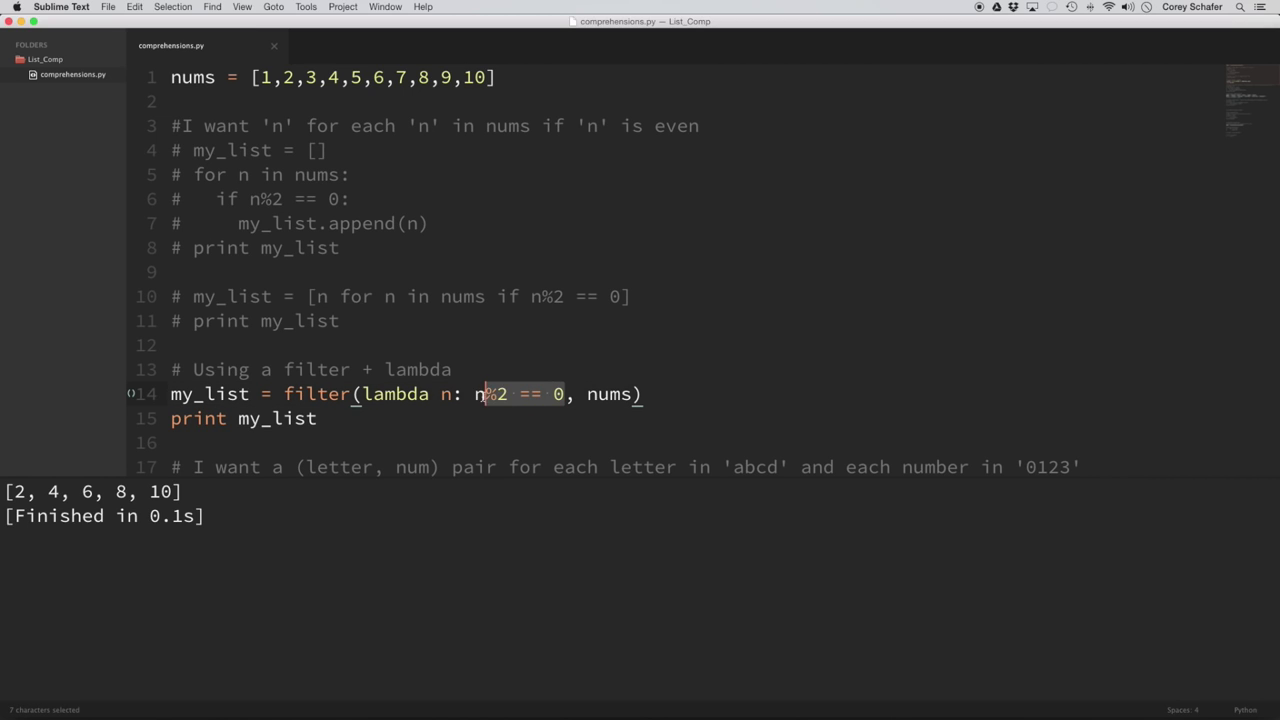 Sublime Text File Edit Selection Find View Goto Tools Project Window Help Corey Schafer
comprehensions.py — List_Comp
FOLDERS
List_Comp
comprehensions.py
comprehensions.py
1 nums = [1,2,3,4,5,6,7,8,9,10]
2
3 #I want 'n' for each 'n' in nums if 'n' is even
4 # my_list = []
5 # for n in nums:
6 #   if n%2 == 0:
7 #     my_list.append(n)
8 # print my_list
9
10 # my_list = [n for n in nums if n%2 == 0]
11 # print my_list
12
13 # Using a filter + lambda
14 my_list = filter(lambda n: n%2 == 0, nums)
15 print my_list
16
17 # I want a (letter, num) pair for each letter in 'abcd' and each number in '0123'
[2, 4, 6, 8, 10]
[Finished in 0.1s]
7 characters selected Spaces: 4 Python